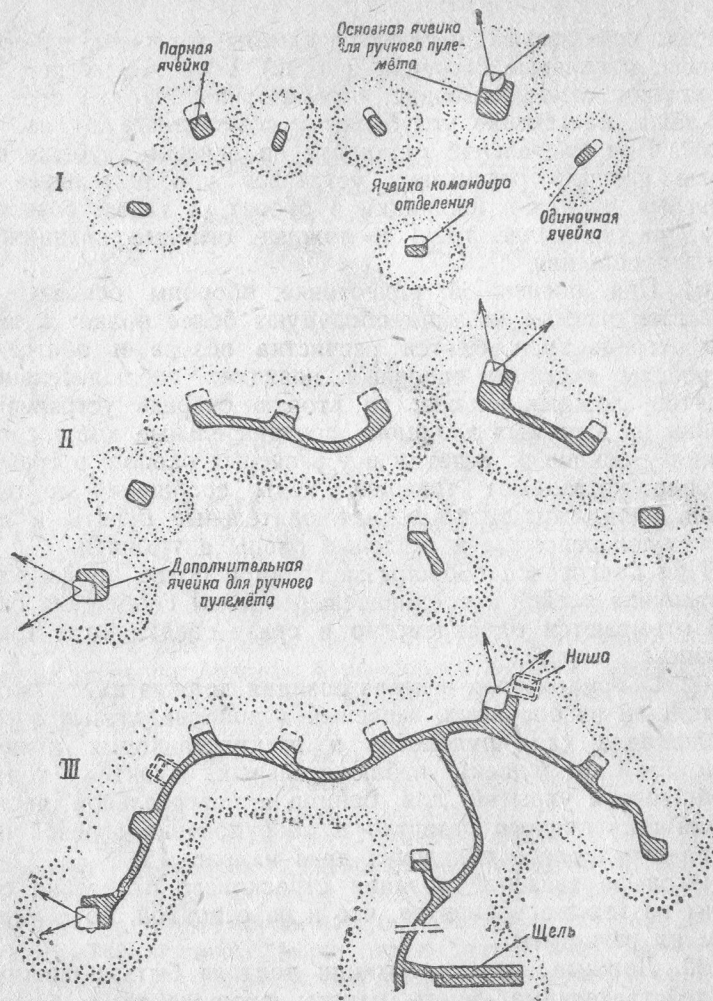 Парная
ячейка
Основная ячейка
для ручного пуле-
мёта
I
Ячейка командира
отделения
Одиночная
ячейка
II
Дополнительная
ячейка для ручного
пулемёта
III
Ниша
Щель